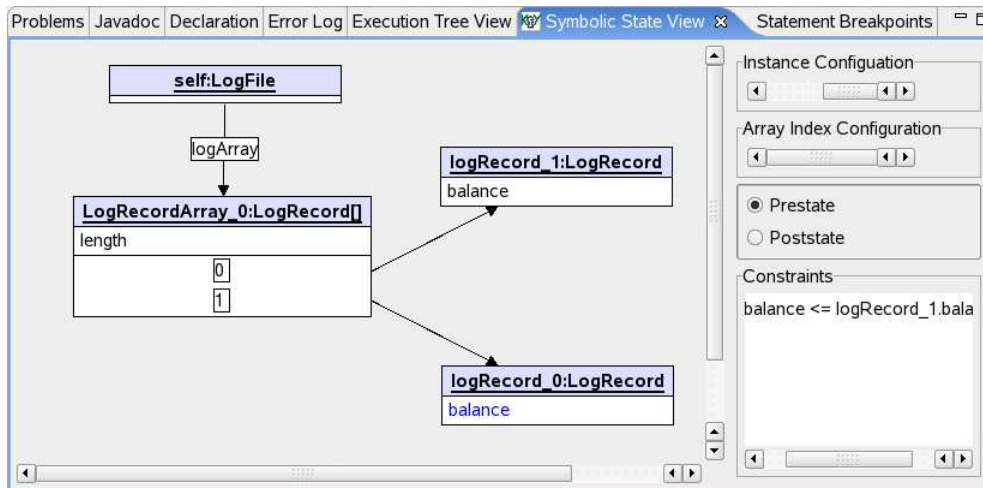 Problems Javadoc Declaration Error Log Execution Tree View Symbolic State View Statement Breakpoints
self:LogFile
logArray
LogRecordArray_0:LogRecord[]
length
0
1
logRecord_1:LogRecord
balance
logRecord_0:LogRecord
balance
Instance Configuation
Array Index Configuration
Prestate
Poststate
Constraints
balance <= logRecord_1.bala